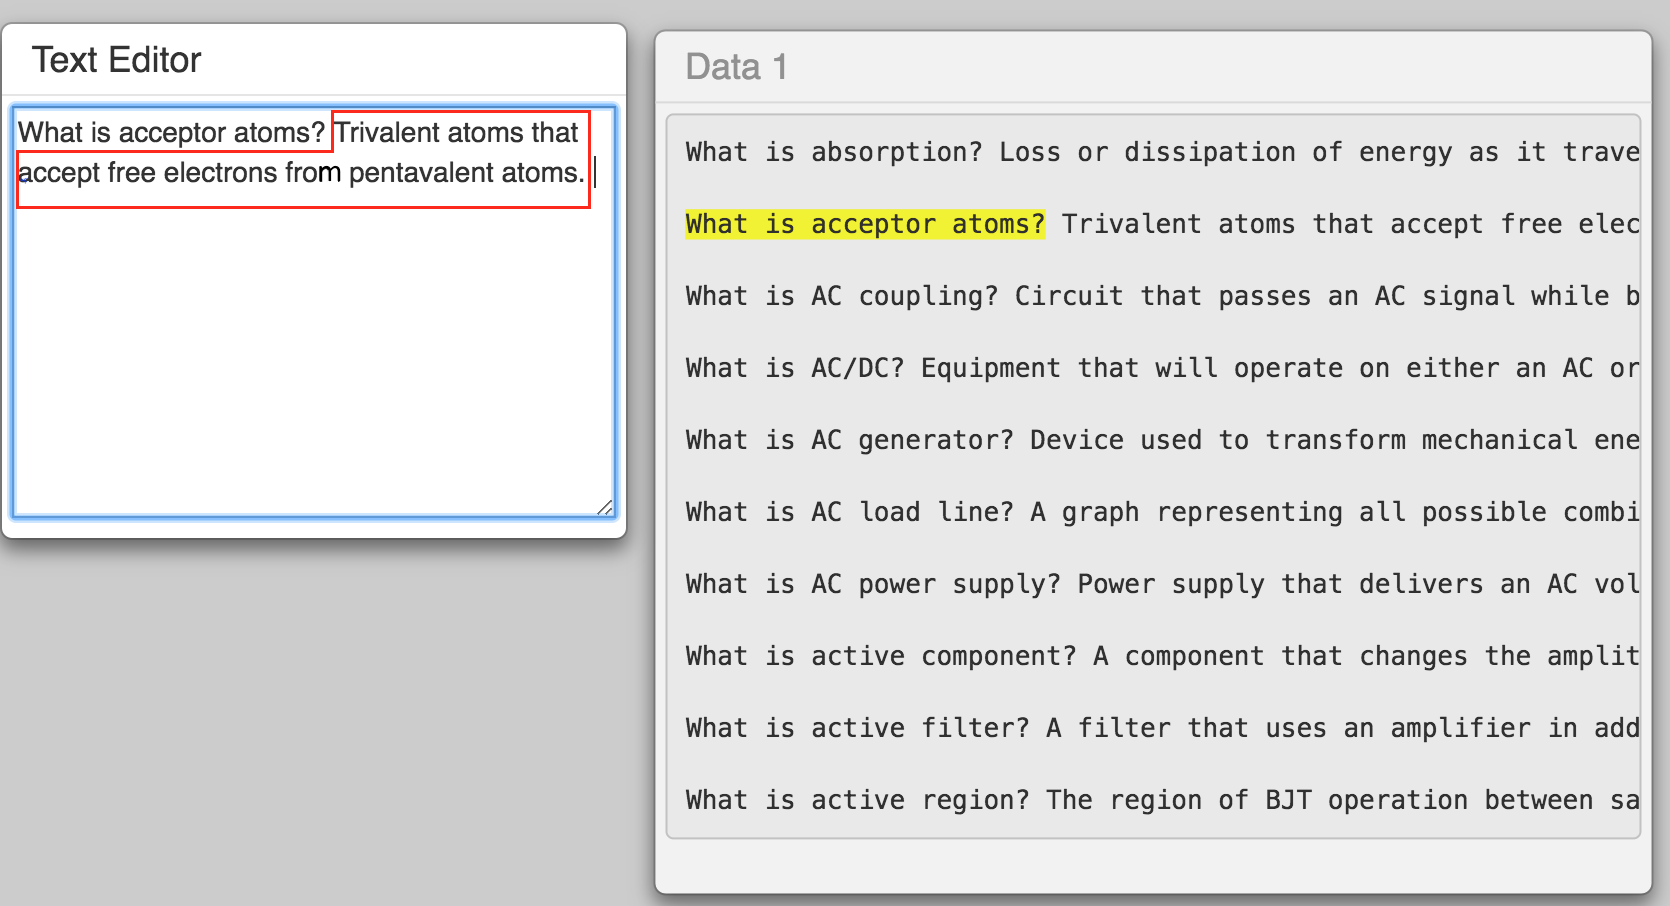 Text Editor
What is acceptor atoms? Trivalent atoms that
accept free electrons from pentavalent atoms.
Data 1
What is absorption? Loss or dissipation of energy as it trave
What is acceptor atoms? Trivalent atoms that accept free elec
What is AC coupling? Circuit that passes an AC signal while b
What is AC/DC? Equipment that will operate on either an AC or
What is AC generator? Device used to transform mechanical ene
What is AC load line? A graph representing all possible combi
What is AC power supply? Power supply that delivers an AC vol
What is active component? A component that changes the amplit
What is active filter? A filter that uses an amplifier in add
What is active region? The region of BJT operation between sa